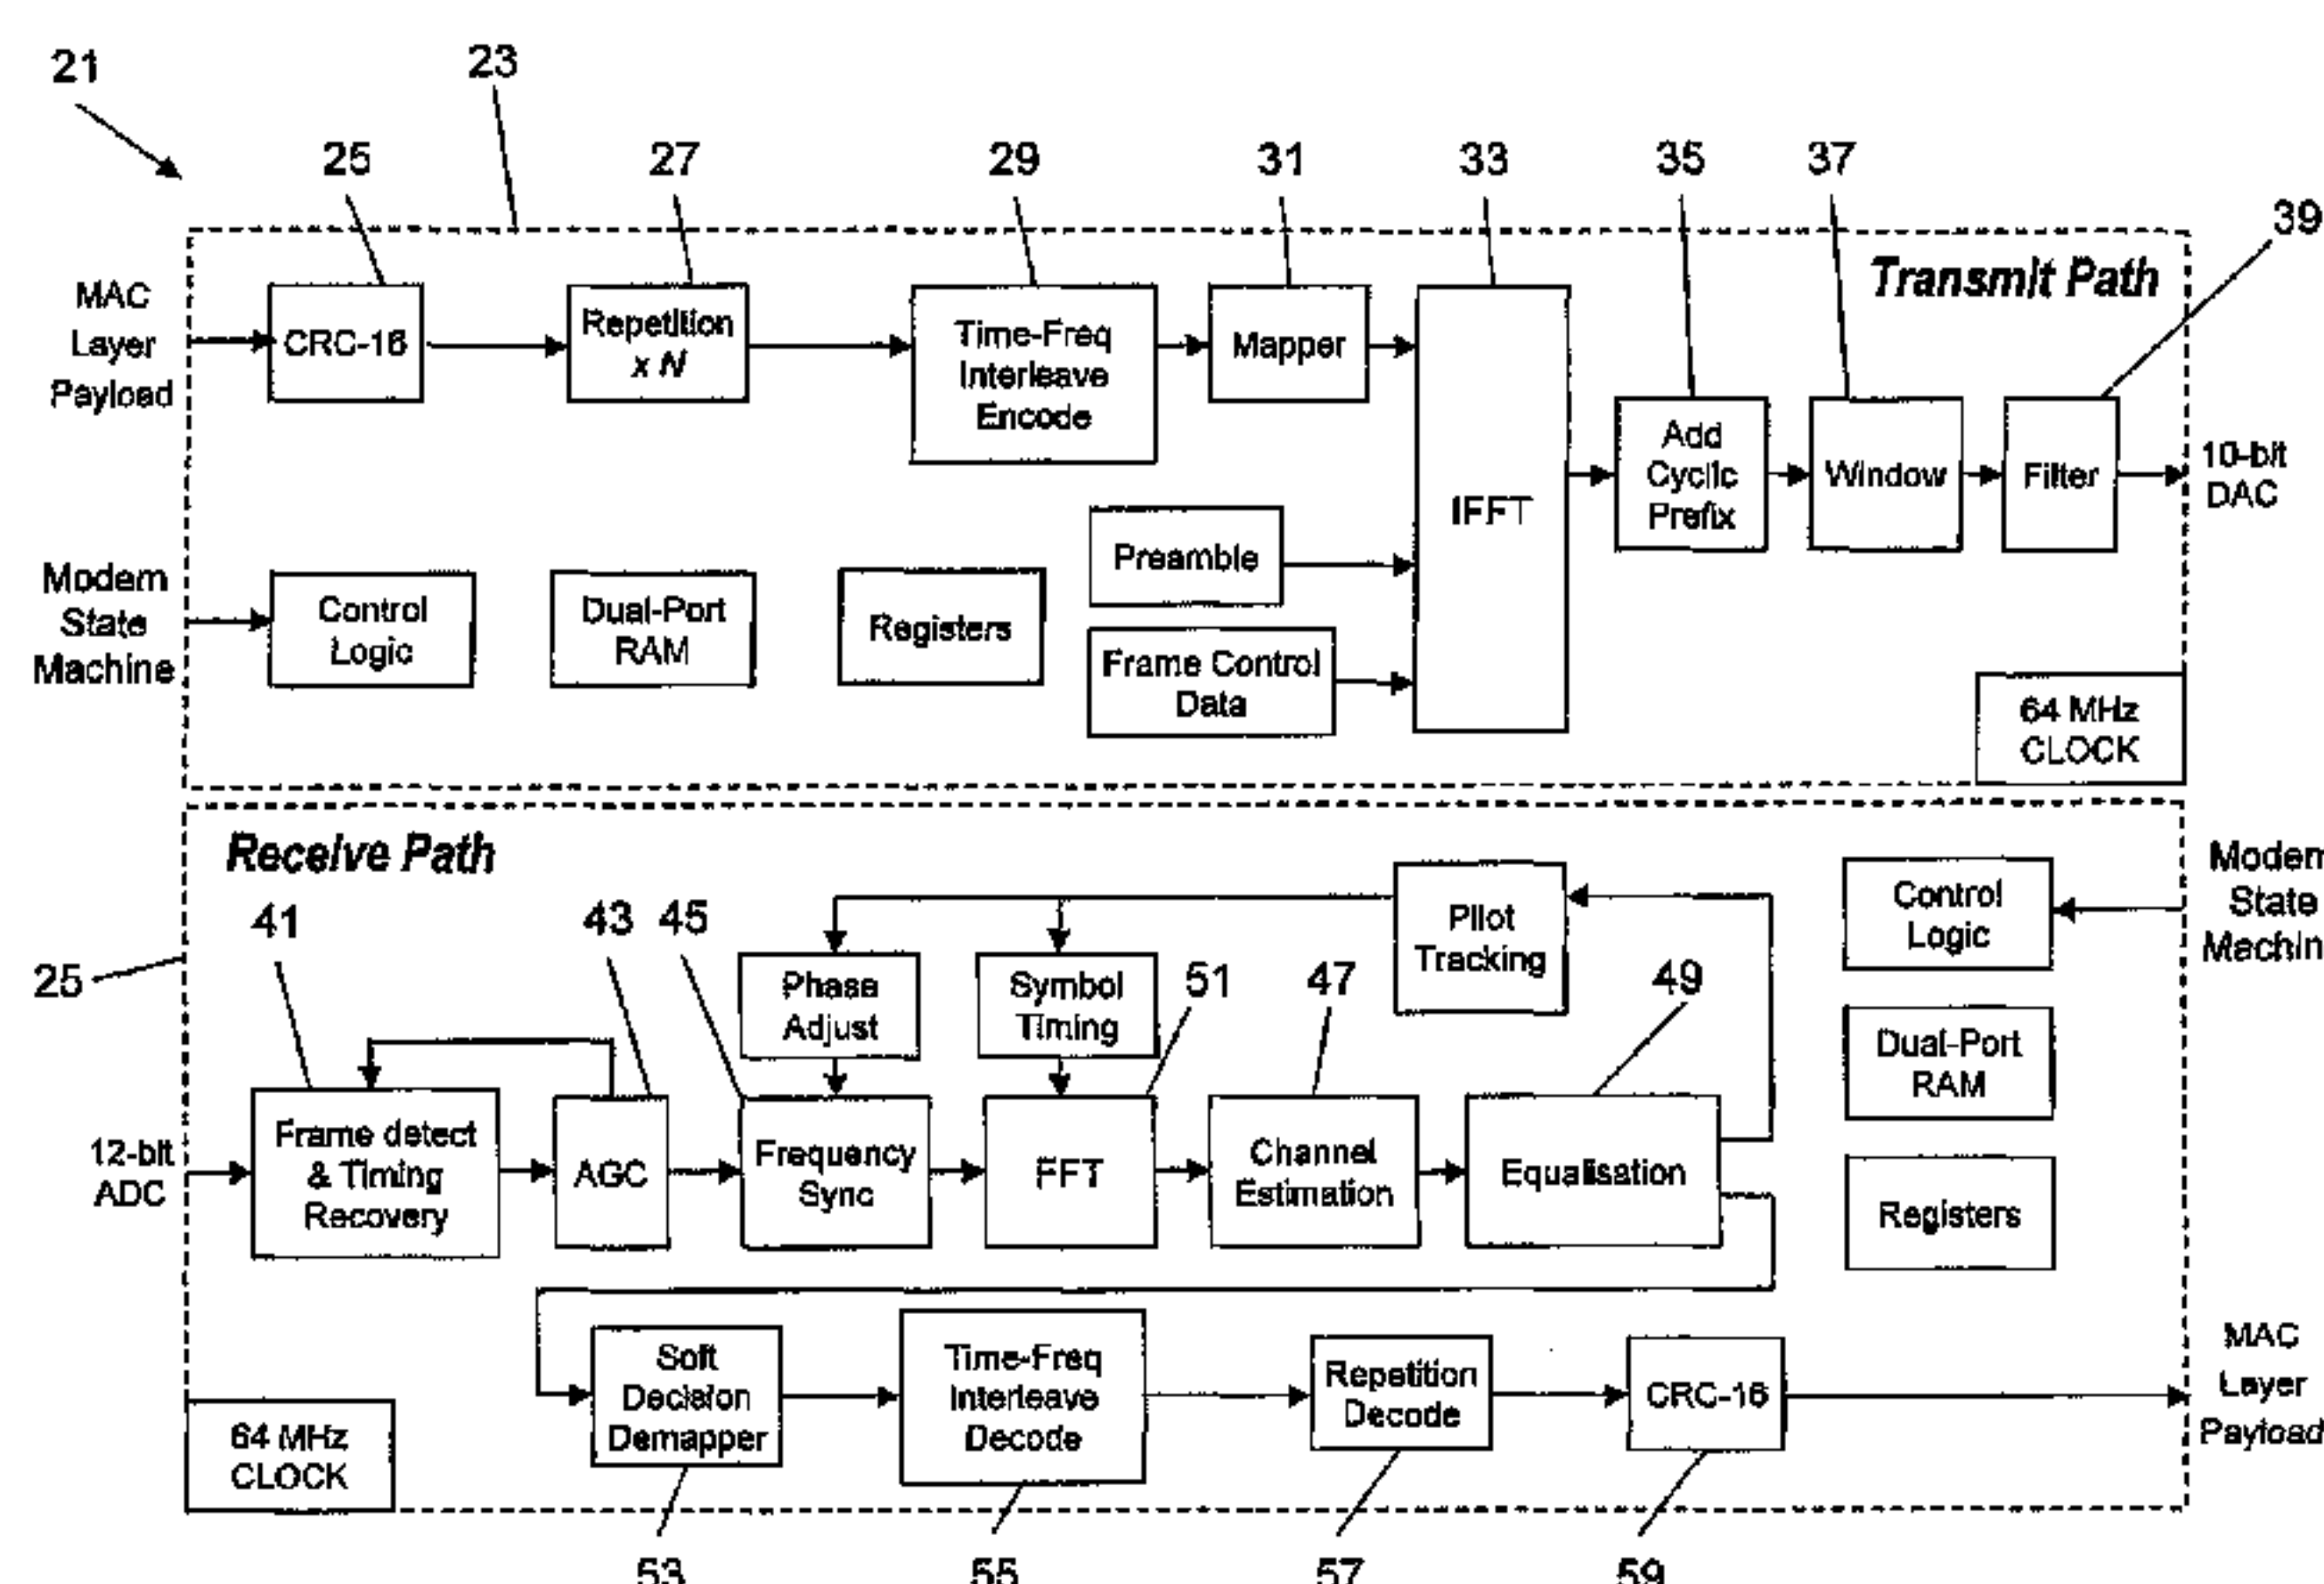 21
23
25
27
29
31
33
35
37
39
Transmit Path
MAC
Layer
Payload
CRC-16
Repetition
x N
Time-Freq
Interleave
Encode
Mapper
IFFT
Add
Cyclic
Prefix
Window
Filter
10-bit
DAC
Preamble
Frame Control
Data
Modem
State
Machine
Control
Logic
Dual-Port
RAM
Registers
64 MHz
CLOCK
Receive Path
25
41
43
45
51
47
49
Phase
Adjust
Symbol
Timing
Pilot
Tracking
Control
Logic
Modem
State
Machin
Dual-Port
RAM
Registers
12-bit
ADC
Frame detect
& Timing
Recovery
AGC
Frequency
Sync
FFT
Channel
Estimation
Equalisation
Soft
Decision
Demapper
Time-Freq
Interleave
Decode
Repetition
Decode
CRC-16
MAC
Layer
Payload
64 MHz
CLOCK
53
55
57
59